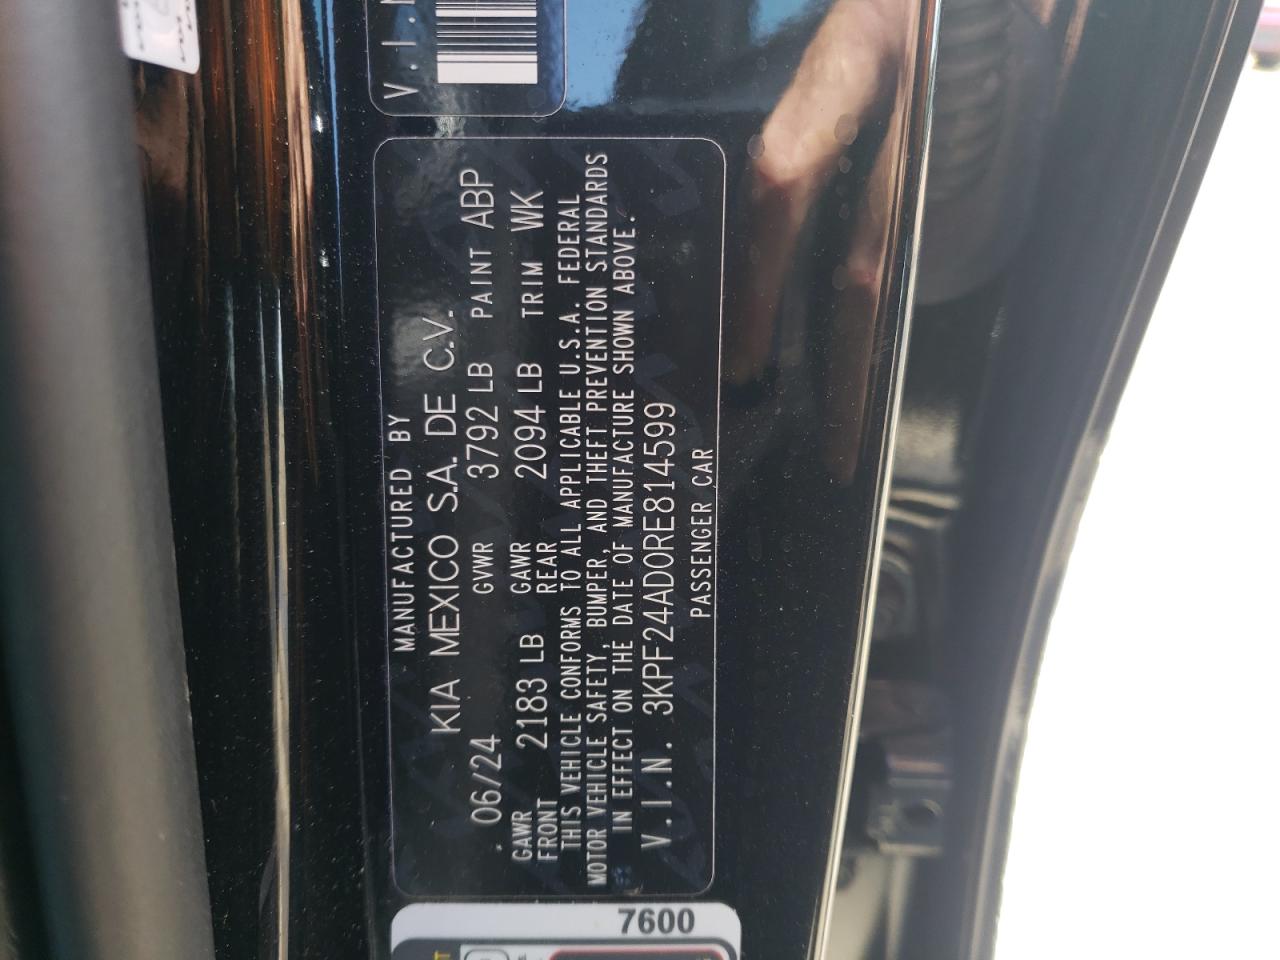 V.I.N
MANUFACTURED BY
KIA MEXICO S.A. DE C.V.
06/24 GVWR 3792 LB PAINT ABP
GAWR FRONT 2183 LB GAWR REAR 2094 LB TRIM WK
THIS VEHICLE CONFORMS TO ALL APPLICABLE U.S.A. FEDERAL
MOTOR VEHICLE SAFETY, BUMPER, AND THEFT PREVENTION STANDARDS
IN EFFECT ON THE DATE OF MANUFACTURE SHOWN ABOVE.
V.I.N. 3KPF24AD0RE814599
PASSENGER CAR
7600